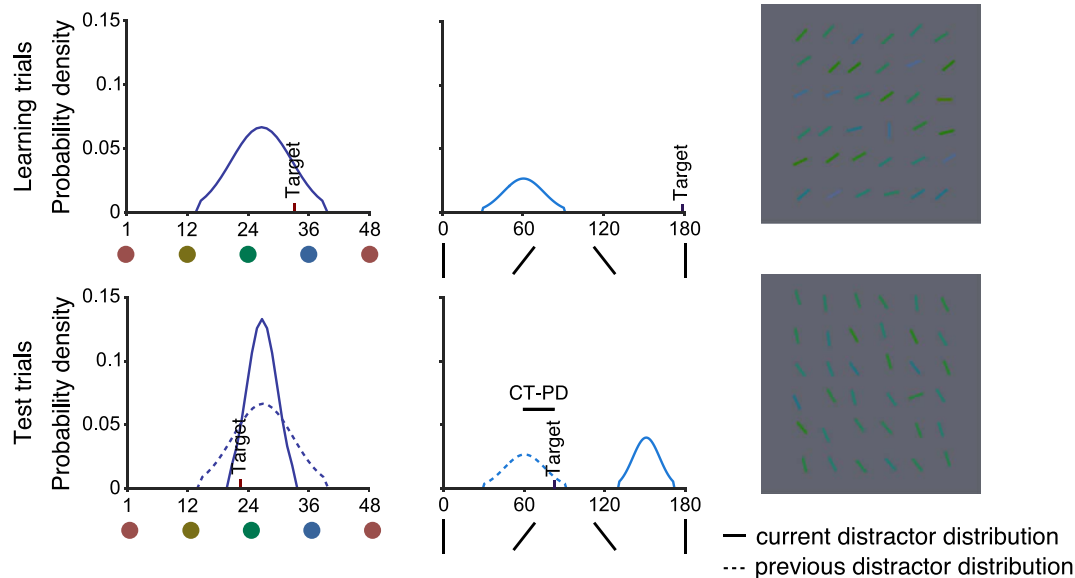 Learning trials
Probability density
0.15
0.1
0.05
0
Target
1 12 24 36 48
Target
0 60 120 180
Test trials
Probability density
0.15
0.1
0.05
0
Target
1 12 24 36 48
CT-PD
Target
0 60 120 180
current distractor distribution
previous distractor distribution